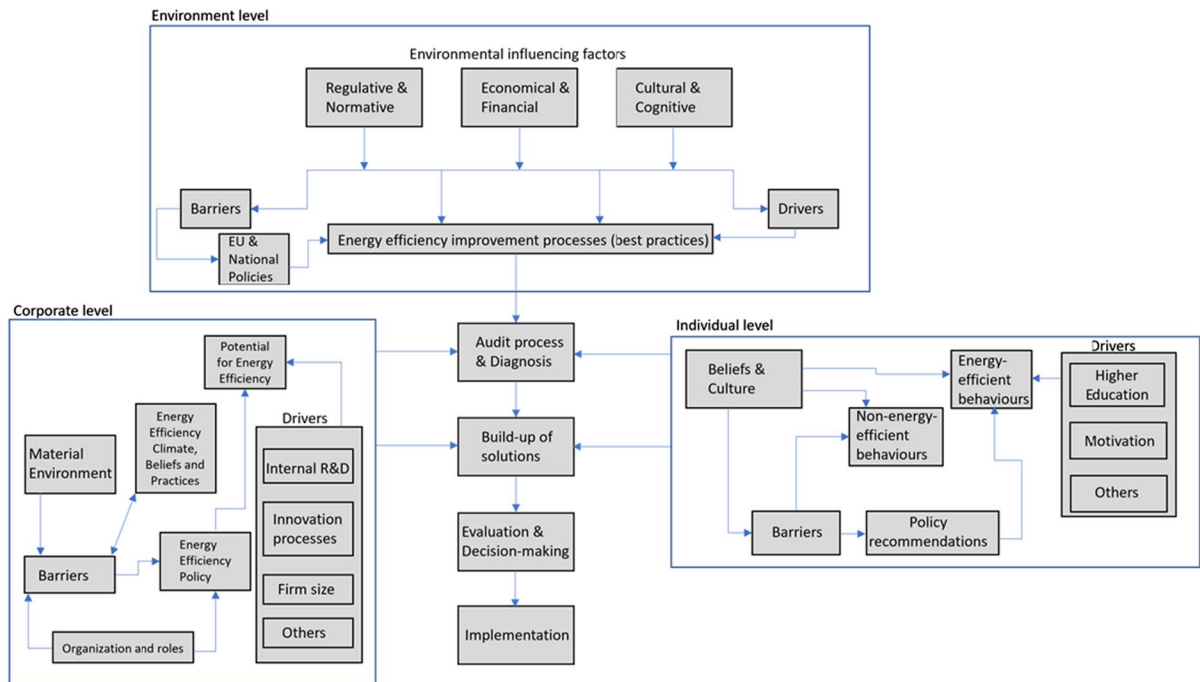 Environment level
Environmental influencing factors
Regulative &
Normative
Economical &
Financial
Cultural &
Cognitive
Barriers
Drivers
EU &
National
Policies
Energy efficiency improvement processes (best practices)
Corporate level
Potential
for Energy
Efficiency
Energy
Efficiency
Climate,
Beliefs and
Practices
Material
Environment
Barriers
Energy
Efficiency
Policy
Organization and roles
Drivers
Internal R&D
Innovation
processes
Firm size
Others
Audit process
& Diagnosis
Build-up of
solutions
Evaluation &
Decision-making
Implementation
Individual level
Beliefs &
Culture
Energy-
efficient
behaviours
Non-energy-
efficient
behaviours
Barriers
Policy
recommendations
Drivers
Higher
Education
Motivation
Others